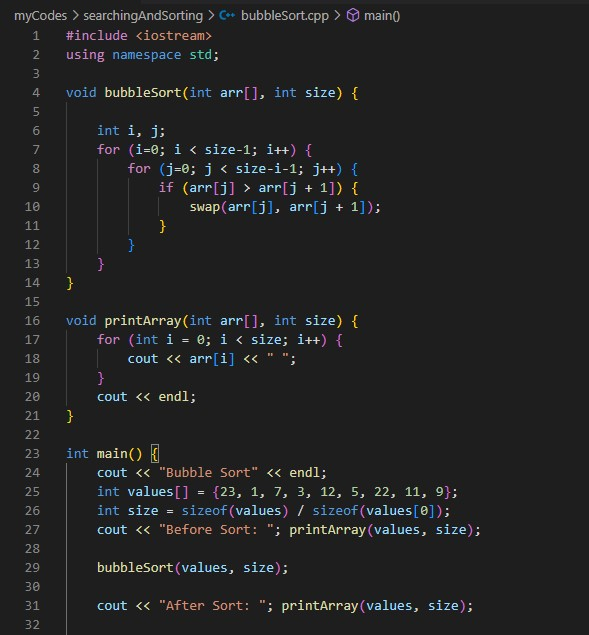 myCodes > searchingAndSorting > C++ bubbleSort.cpp > main()
1 #include <iostream>
2 using namespace std;
3
4 void bubbleSort(int arr[], int size) {
5
6     int i, j;
7     for (i=0; i < size-1; i++) {
8         for (j=0; j < size-i-1; j++) {
9             if (arr[j] > arr[j + 1]) {
10                 swap(arr[j], arr[j + 1]);
11             }
12         }
13     }
14 }
15
16 void printArray(int arr[], int size) {
17     for (int i = 0; i < size; i++) {
18         cout << arr[i] << " ";
19     }
20     cout << endl;
21 }
22
23 int main() {
24     cout << "Bubble Sort" << endl;
25     int values[] = {23, 1, 7, 3, 12, 5, 22, 11, 9};
26     int size = sizeof(values) / sizeof(values[0]);
27     cout << "Before Sort: "; printArray(values, size);
28
29     bubbleSort(values, size);
30
31     cout << "After Sort: "; printArray(values, size);
32